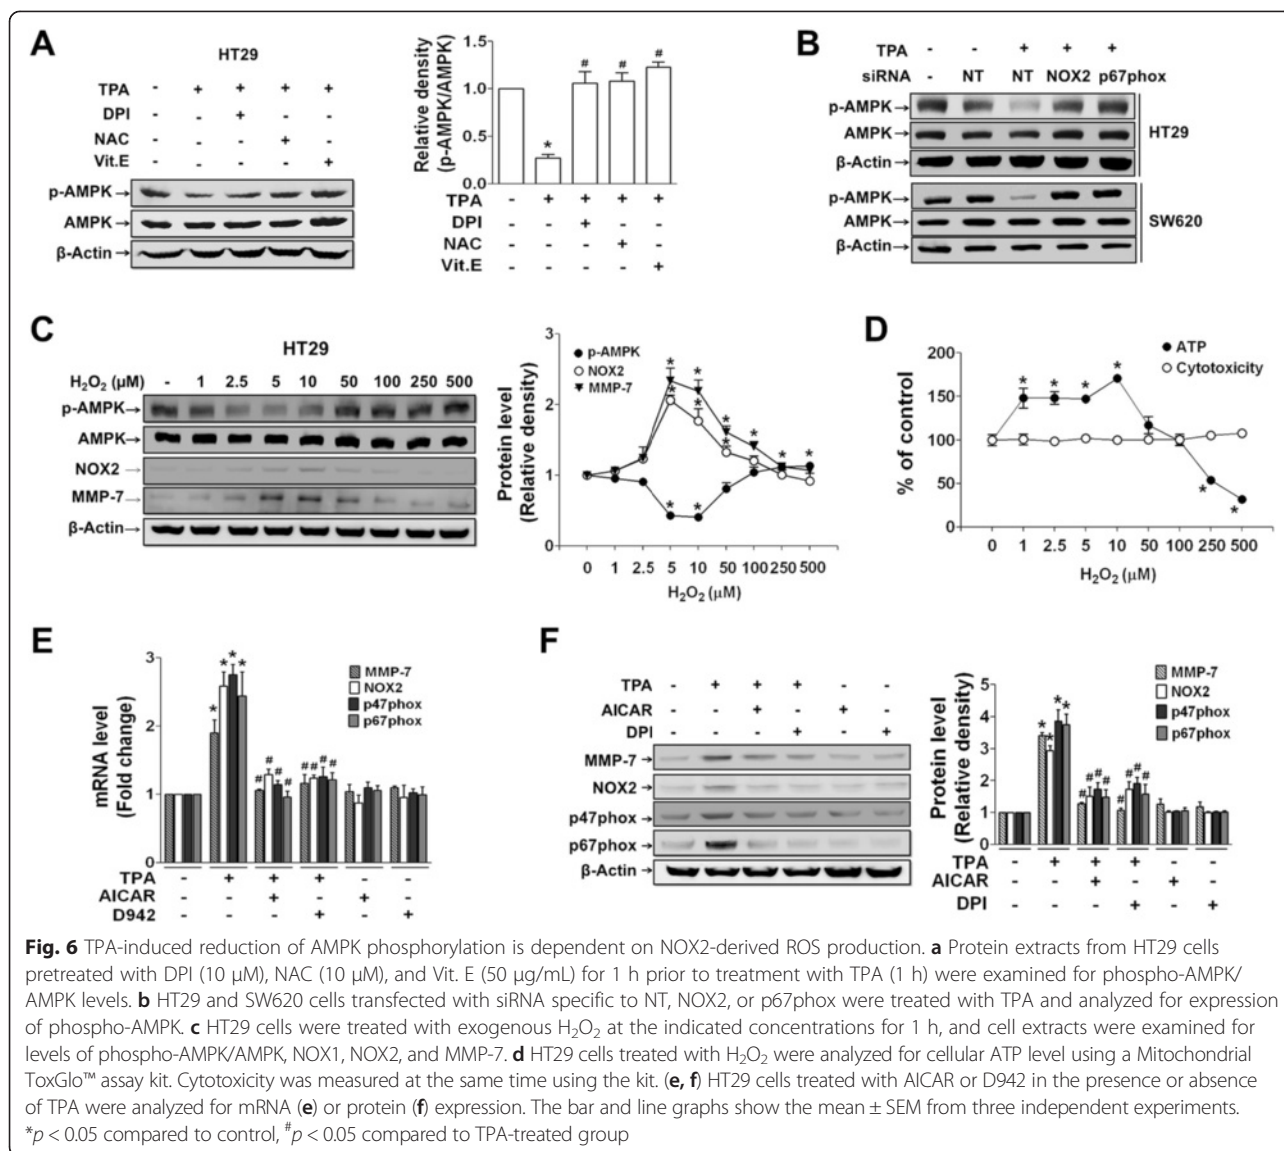 A
HT29
TPA - + + + +
DPI - - + - -
NAC - - - + -
Vit.E - - - - +
p-AMPK→
AMPK→
β-Actin→
Relative density
(p-AMPK/AMPK)
1.5
1.0
0.5
0.0
* # # #
TPA - + + + +
DPI - - + - -
NAC - - - + -
Vit.E - - - - +
B
TPA - - + + +
siRNA - NT NT NOX2 p67phox
p-AMPK→
AMPK→
β-Actin→
HT29
p-AMPK→
AMPK→
β-Actin→
SW620
C
HT29
H₂O₂ (μM) - 1 2.5 5 10 50 100 250 500
p-AMPK→
AMPK→
NOX2→
MMP-7→
β-Actin→
Protein level
(Relative density)
3
2
1
0
p-AMPK
NOX2
MMP-7
0 1 2.5 5 10 50 100 250 500
H₂O₂ (μM)
D
% of control
200
150
100
50
0
ATP
Cytotoxicity
0 1 2.5 5 10 50 100 250 500
H₂O₂ (μM)
E
mRNA level
(Fold change)
3
2
1
0
MMP-7
NOX2
p47phox
p67phox
TPA - + + + - -
AICAR - - + - + -
D942 - - - + - +
F
TPA - + + + - -
AICAR - - + - + -
DPI - - - + - +
MMP-7→
NOX2→
p47phox→
p67phox→
β-Actin→
Protein level
(Relative density)
5
4
3
2
1
0
MMP-7
NOX2
p47phox
p67phox
TPA - + + + - -
AICAR - - + - + -
DPI - - - + - +
Fig. 6 TPA-induced reduction of AMPK phosphorylation is dependent on NOX2-derived ROS production. a Protein extracts from HT29 cells
pretreated with DPI (10 μM), NAC (10 μM), and Vit. E (50 μg/mL) for 1 h prior to treatment with TPA (1 h) were examined for phospho-AMPK/
AMPK levels. b HT29 and SW620 cells transfected with siRNA specific to NT, NOX2, or p67phox were treated with TPA and analyzed for expression
of phospho-AMPK. c HT29 cells were treated with exogenous H₂O₂ at the indicated concentrations for 1 h, and cell extracts were examined for
levels of phospho-AMPK/AMPK, NOX1, NOX2, and MMP-7. d HT29 cells treated with H₂O₂ were analyzed for cellular ATP level using a Mitochondrial
ToxGlo™ assay kit. Cytotoxicity was measured at the same time using the kit. (e, f) HT29 cells treated with AICAR or D942 in the presence or absence
of TPA were analyzed for mRNA (e) or protein (f) expression. The bar and line graphs show the mean ± SEM from three independent experiments.
*p < 0.05 compared to control, #p < 0.05 compared to TPA-treated group